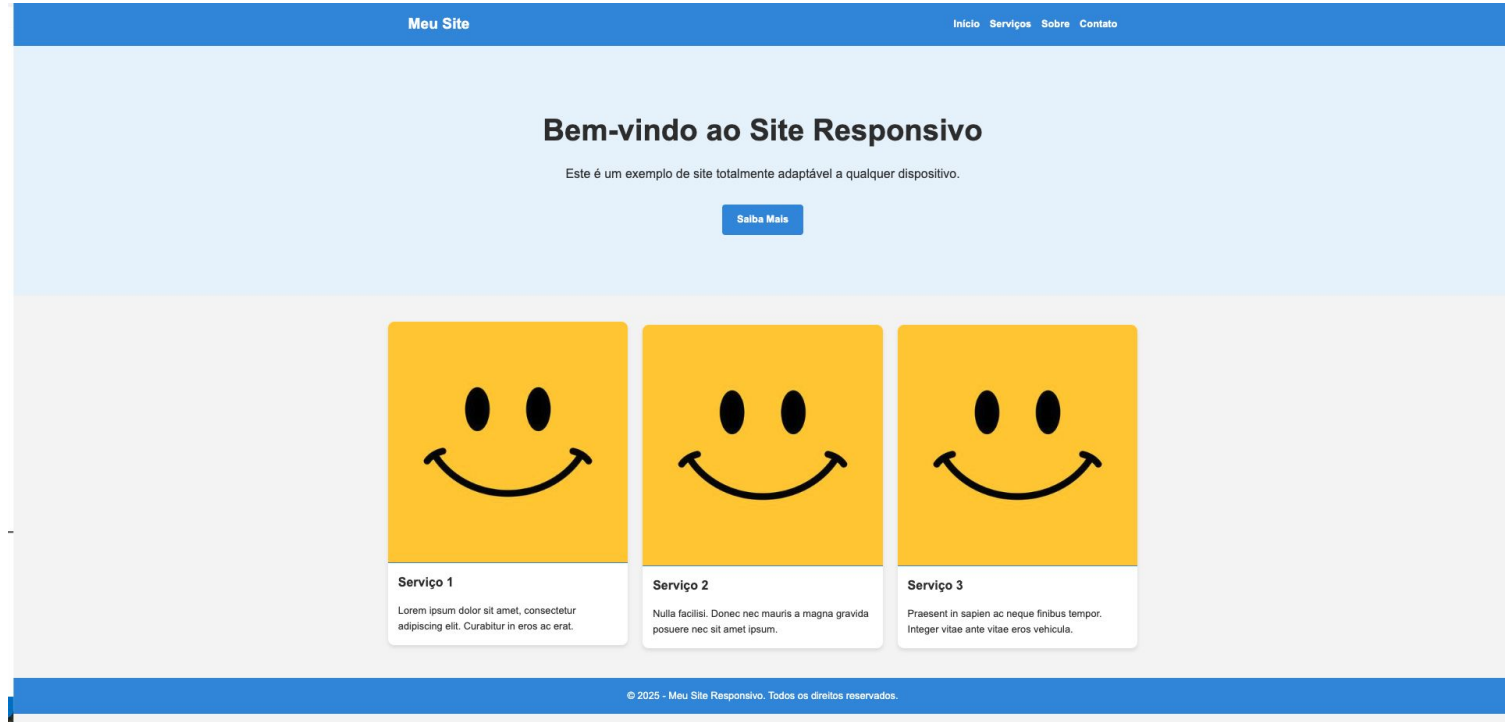 Meu Site
Início Serviços Sobre Contato
Bem-vindo ao Site Responsivo
Este é um exemplo de site totalmente adaptável a qualquer dispositivo.
Saiba Mais
Serviço 1
Lorem ipsum dolor sit amet, consectetur
adipiscing elit. Curabitur in eros ac erat.
Serviço 2
Nulla facilisi. Donec nec mauris a magna gravida
posuere nec sit amet ipsum.
Serviço 3
Praesent in sapien ac neque finibus tempor.
Integer vitae ante vitae eros vehicula.
© 2025 - Meu Site Responsivo. Todos os direitos reservados.